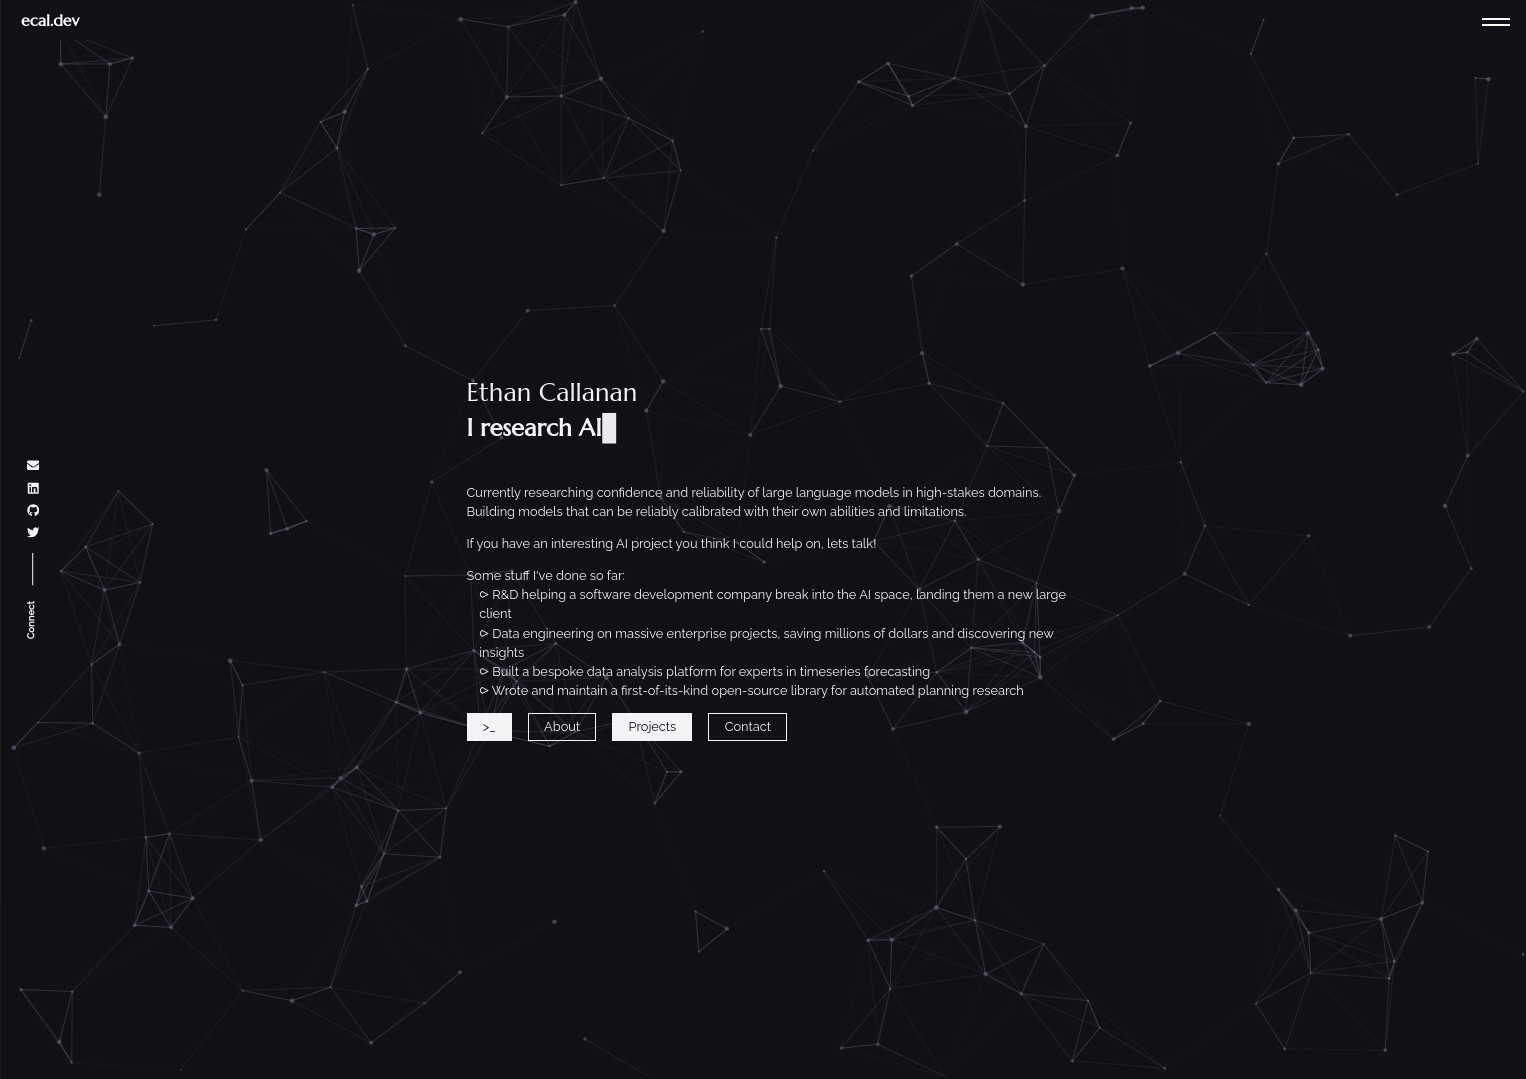 ecal.dev
Ethan Callanan
I research AI
Currently researching confidence and reliability of large language models in high-stakes domains.
Building models that can be reliably calibrated with their own abilities and limitations.
If you have an interesting AI project you think I could help on, lets talk!
Some stuff I've done so far:
⊳ R&D helping a software development company break into the AI space, landing them a new large
client
⊳ Data engineering on massive enterprise projects, saving millions of dollars and discovering new
insights
⊳ Built a bespoke data analysis platform for experts in timeseries forecasting
⊳ Wrote and maintain a first-of-its-kind open-source library for automated planning research
>_ About Projects Contact
Connect